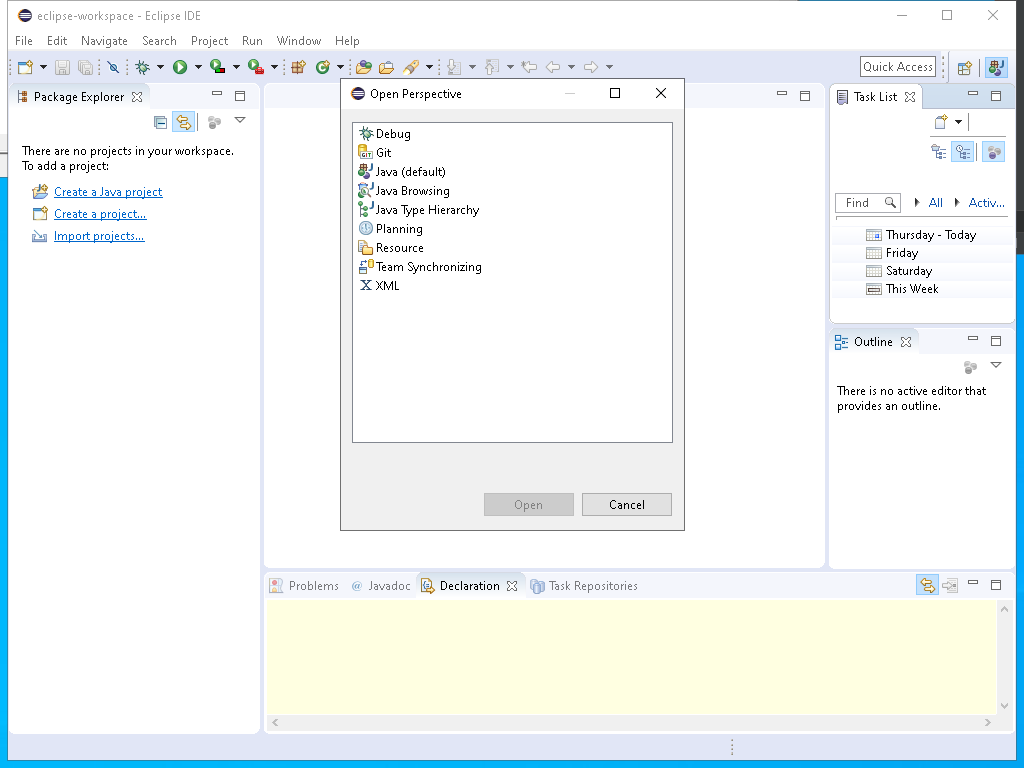 eclipse-workspace - Eclipse IDE
File Edit Navigate Search Project Run Window Help
Quick Access
Package Explorer
There are no projects in your workspace.
To add a project:
Create a Java project
Create a project...
Import projects...
Open Perspective
Debug
GIT Git
Java (default)
Java Browsing
Java Type Hierarchy
Planning
Resource
Team Synchronizing
X XML
Open Cancel
Task List
Find All Activ...
Thursday - Today
Friday
Saturday
This Week
Outline
There is no active editor that
provides an outline.
Problems @ Javadoc Declaration Task Repositories